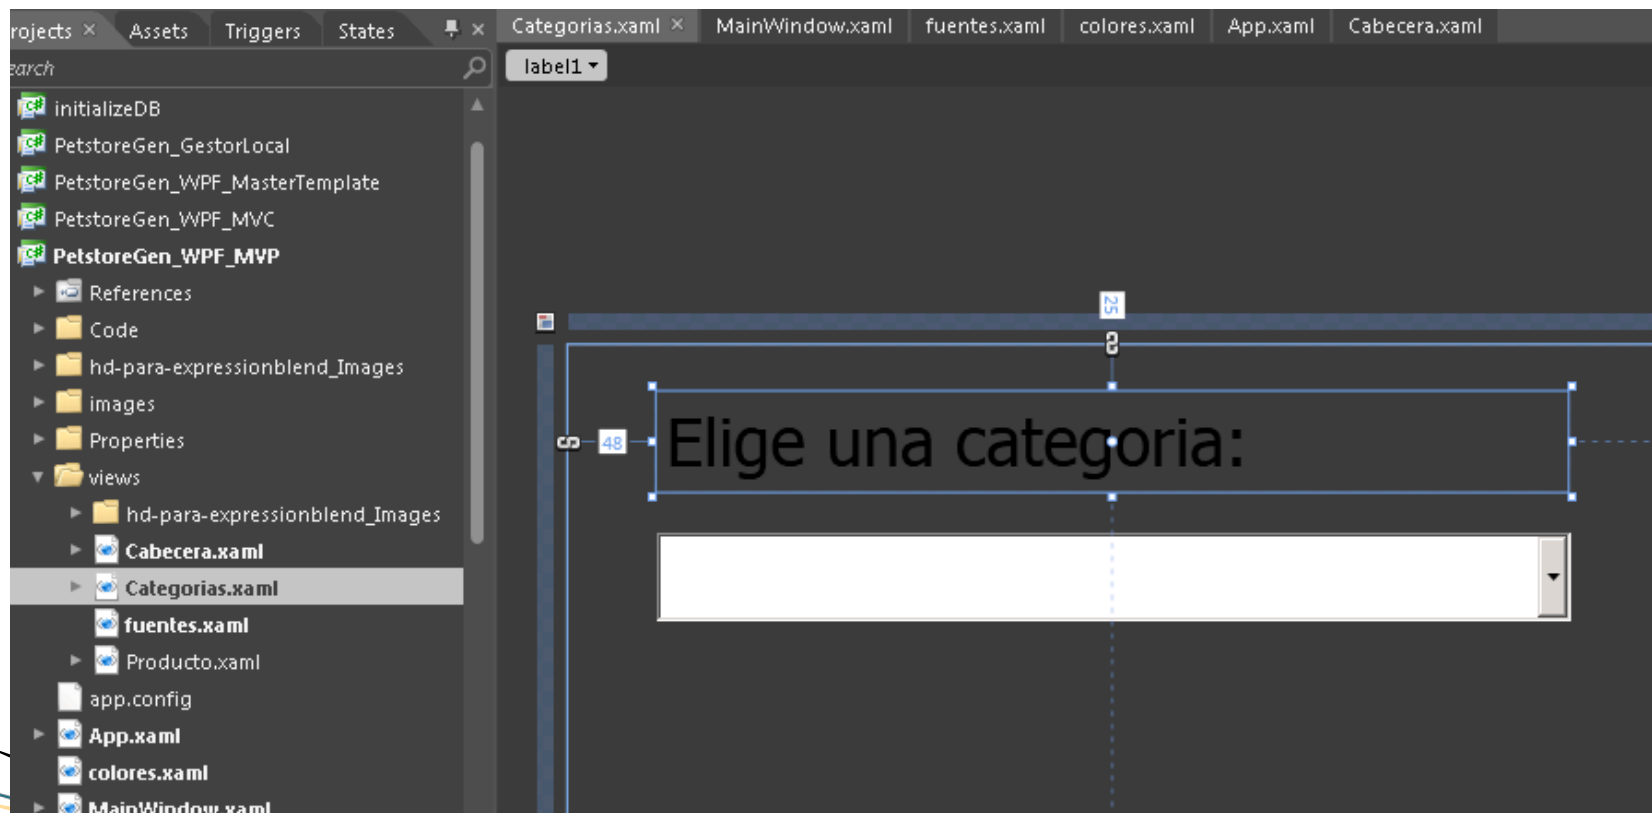 rojects × Assets Triggers States ×
earch
initializeDB
PetstoreGen_GestorLocal
PetstoreGen_WPF_MasterTemplate
PetstoreGen_WPF_MVC
PetstoreGen_WPF_MVP
References
Code
hd-para-expressionblend_Images
images
Properties
views
hd-para-expressionblend_Images
Cabecera.xaml
Categorias.xaml
fuentes.xaml
Producto.xaml
app.config
App.xaml
colores.xaml
MainWindow.xaml
Categorias.xaml × MainWindow.xaml fuentes.xaml colores.xaml App.xaml Cabecera.xaml
label1
25
48
Elige una categoria: